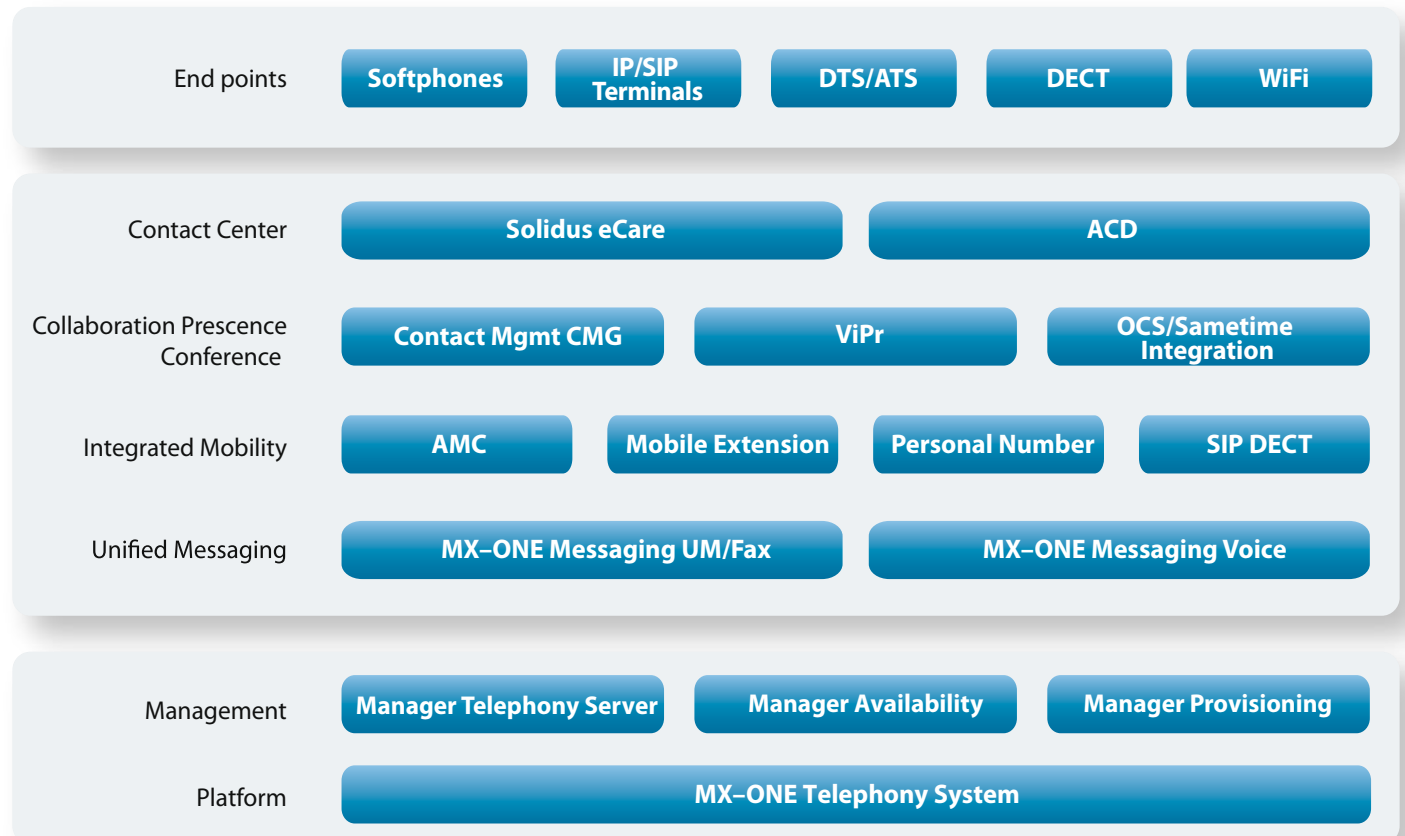 End points
Softphones
IP/SIP
Terminals
DTS/ATS
DECT
WiFi
Contact Center
Solidus eCare
ACD
Collaboration Prescence
Conference
Contact Mgmt CMG
ViPr
OCS/Sametime
Integration
Integrated Mobility
AMC
Mobile Extension
Personal Number
SIP DECT
Unified Messaging
MX–ONE Messaging UM/Fax
MX–ONE Messaging Voice
Management
Manager Telephony Server
Manager Availability
Manager Provisioning
Platform
MX–ONE Telephony System